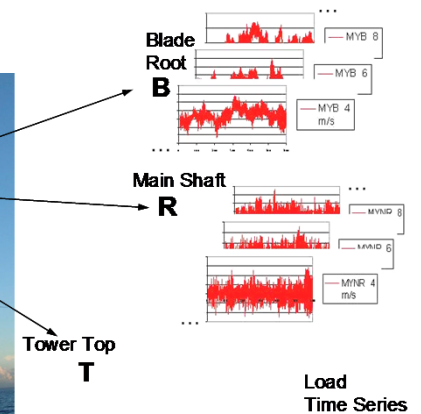 Blade
Root
B
MYB 8
MYB 6
MYB 4
m/s
...
Main Shaft
R
...
MYNR 8
MYNR 6
MYNR 4
m/s
...
Tower Top
T
Load
Time Series